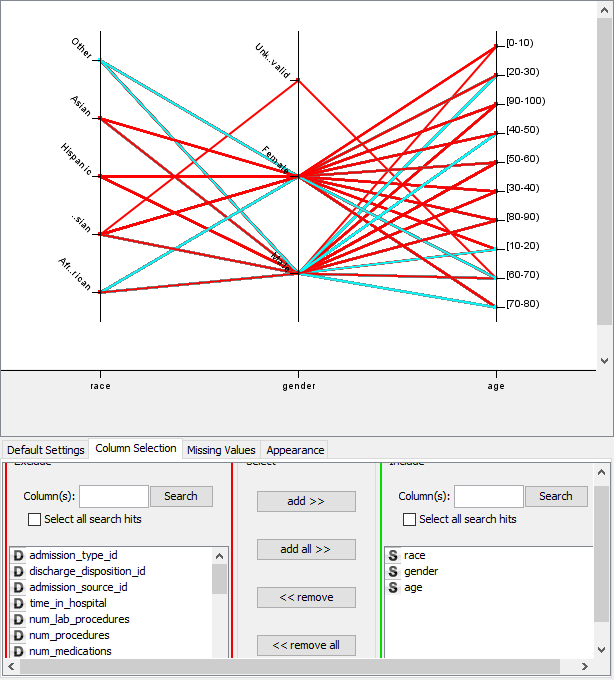 Other
Asian
Hispanic
..sian
Afr..rican
Unk..valid
Female
Male
[0-10)
[20-30)
[90-100)
[40-50)
[50-60)
[30-40)
[80-90)
[10-20)
[60-70)
[70-80)
race gender age
Default Settings Column Selection Missing Values Appearance
Exclude Select Include
Column(s): Search add >> Column(s): Search
Select all search hits Select all search hits
add all >>
D admission_type_id S race
D discharge_disposition_id S gender
D admission_source_id << remove S age
D time_in_hospital
D num_lab_procedures
D num_procedures << remove all
D num_medications